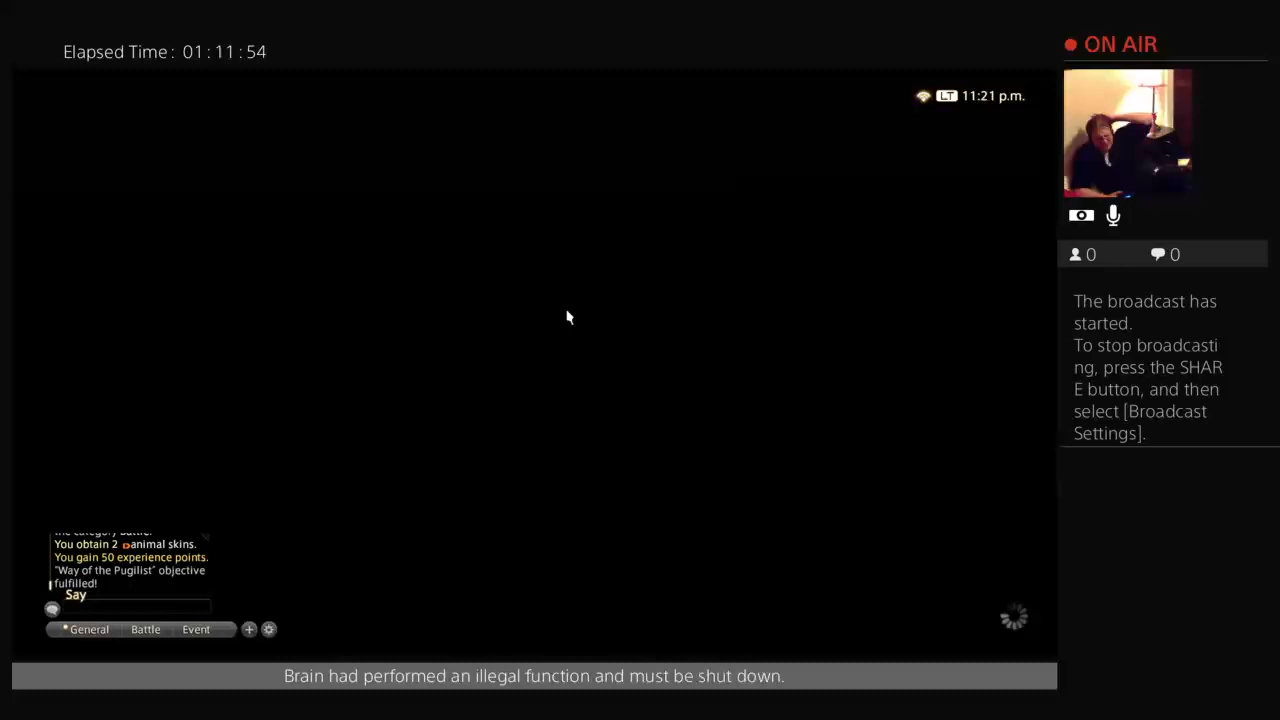 Elapsed Time: 01:11:54
ON AIR
LT 11:21 p.m.
0 0
The broadcast has
started.
To stop broadcasti
ng, press the SHAR
E button, and then
select [Broadcast
Settings].
the category Battle.
You obtain 2 animal skins.
You gain 50 experience points.
"Way of the Pugilist" objective
fulfilled!
Say
General Battle Event
Brain had performed an illegal function and must be shut down.